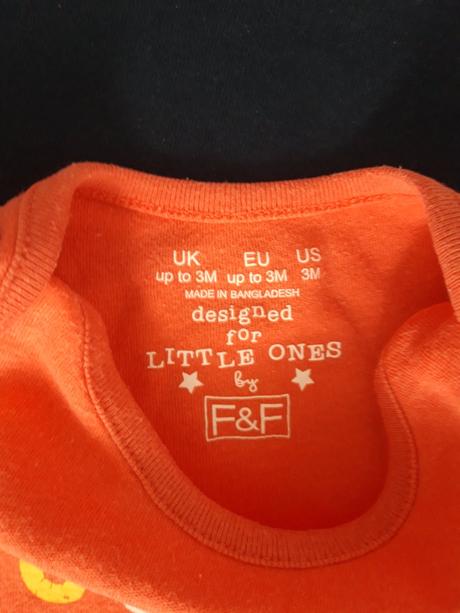 UK EU US
up to 3M up to 3M 3M
MADE IN BANGLADESH
designed
for
LITTLE ONES
by
F&F